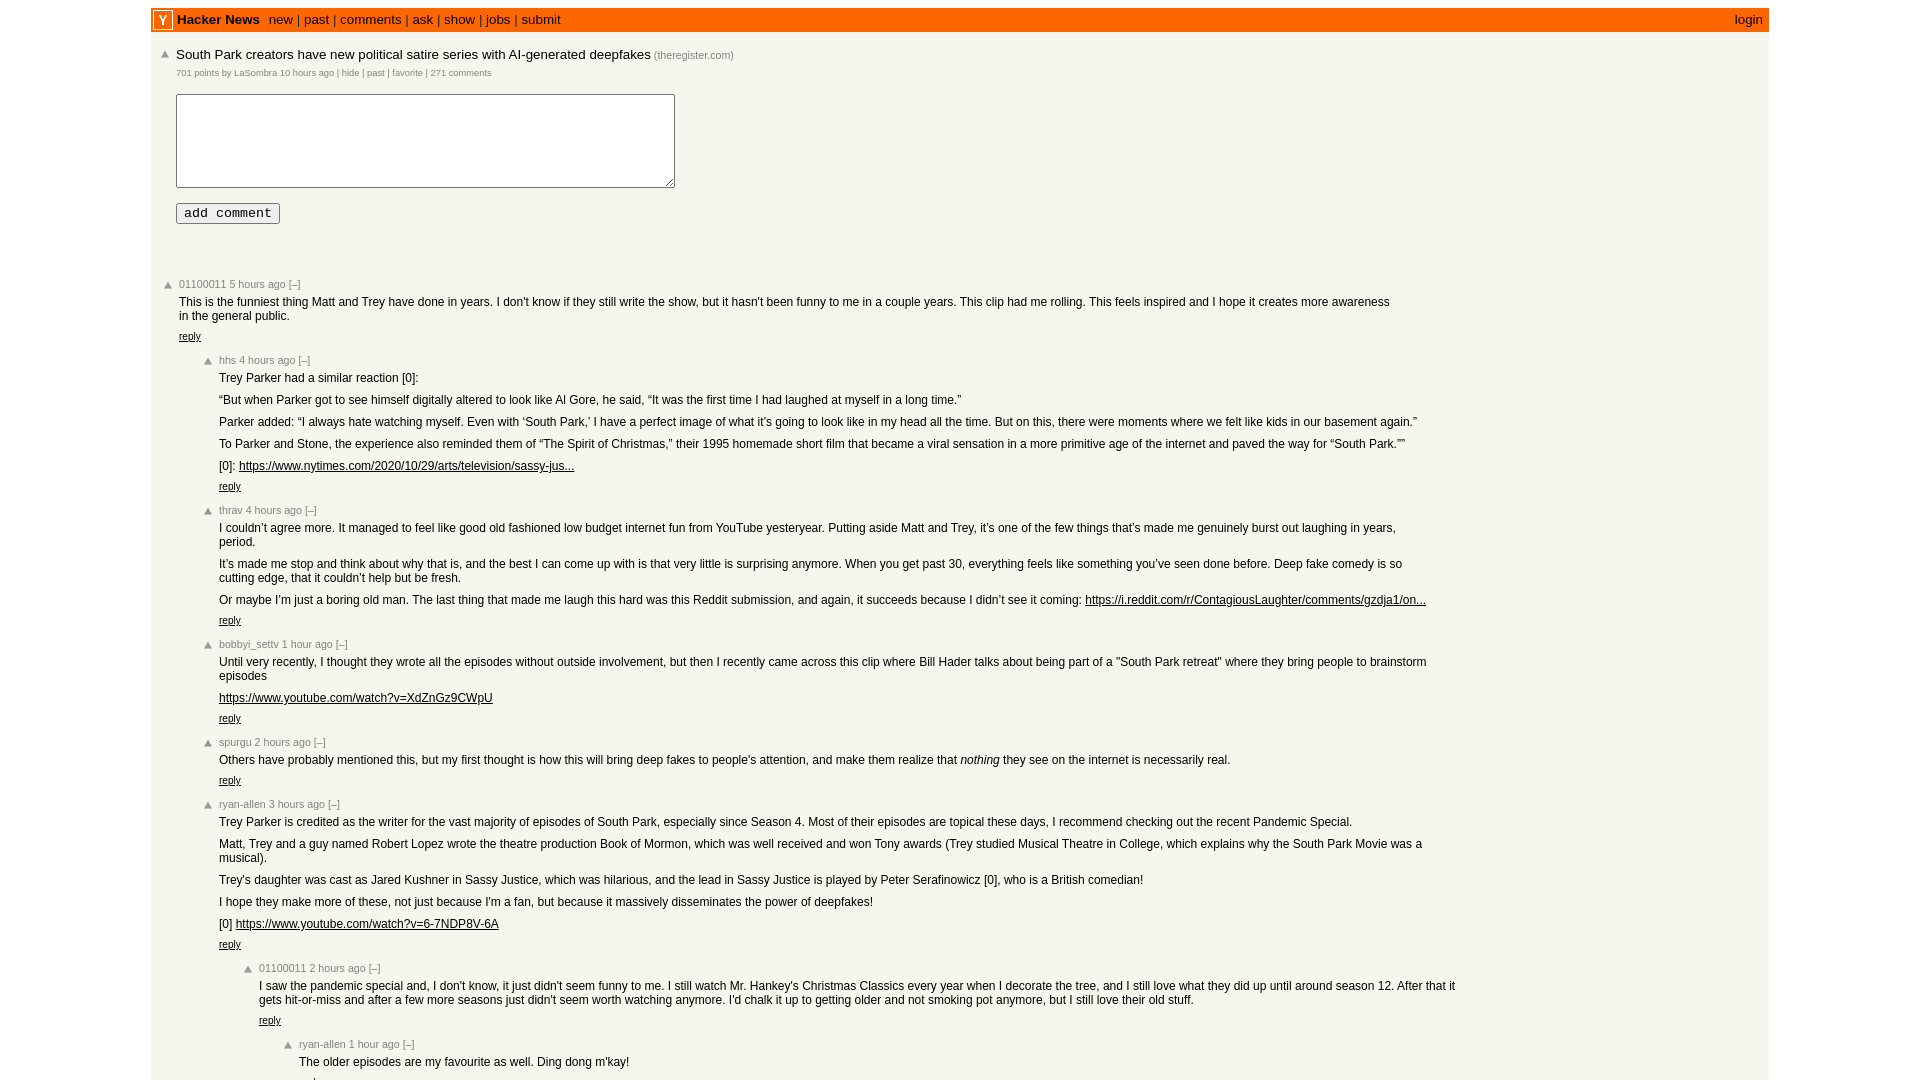 Y Hacker News new | past | comments | ask | show | jobs | submit login
South Park creators have new political satire series with AI-generated deepfakes (theregister.com)
701 points by LaSombra 10 hours ago | hide | past | favorite | 271 comments
add comment
01100011 5 hours ago [–]
This is the funniest thing Matt and Trey have done in years. I don't know if they still write the show, but it hasn't been funny to me in a couple years. This clip had me rolling. This feels inspired and I hope it creates more awareness
in the general public.
reply
hhs 4 hours ago [–]
Trey Parker had a similar reaction [0]:
“But when Parker got to see himself digitally altered to look like Al Gore, he said, “It was the first time I had laughed at myself in a long time.”
Parker added: “I always hate watching myself. Even with ‘South Park,’ I have a perfect image of what it’s going to look like in my head all the time. But on this, there were moments where we felt like kids in our basement again.”
To Parker and Stone, the experience also reminded them of “The Spirit of Christmas,” their 1995 homemade short film that became a viral sensation in a more primitive age of the internet and paved the way for “South Park.””
[0]: https://www.nytimes.com/2020/10/29/arts/television/sassy-jus...
reply
thrav 4 hours ago [–]
I couldn’t agree more. It managed to feel like good old fashioned low budget internet fun from YouTube yesteryear. Putting aside Matt and Trey, it’s one of the few things that’s made me genuinely burst out laughing in years,
period.
It’s made me stop and think about why that is, and the best I can come up with is that very little is surprising anymore. When you get past 30, everything feels like something you’ve seen done before. Deep fake comedy is so
cutting edge, that it couldn’t help but be fresh.
Or maybe I’m just a boring old man. The last thing that made me laugh this hard was this Reddit submission, and again, it succeeds because I didn’t see it coming: https://i.reddit.com/r/ContagiousLaughter/comments/gzdja1/on...
reply
bobbyi_settv 1 hour ago [–]
Until very recently, I thought they wrote all the episodes without outside involvement, but then I recently came across this clip where Bill Hader talks about being part of a "South Park retreat" where they bring people to brainstorm
episodes
https://www.youtube.com/watch?v=XdZnGz9CWpU
reply
spurgu 2 hours ago [–]
Others have probably mentioned this, but my first thought is how this will bring deep fakes to people's attention, and make them realize that nothing they see on the internet is necessarily real.
reply
ryan-allen 3 hours ago [–]
Trey Parker is credited as the writer for the vast majority of episodes of South Park, especially since Season 4. Most of their episodes are topical these days, I recommend checking out the recent Pandemic Special.
Matt, Trey and a guy named Robert Lopez wrote the theatre production Book of Mormon, which was well received and won Tony awards (Trey studied Musical Theatre in College, which explains why the South Park Movie was a
musical).
Trey's daughter was cast as Jared Kushner in Sassy Justice, which was hilarious, and the lead in Sassy Justice is played by Peter Serafinowicz [0], who is a British comedian!
I hope they make more of these, not just because I'm a fan, but because it massively disseminates the power of deepfakes!
[0] https://www.youtube.com/watch?v=6-7NDP8V-6A
reply
01100011 2 hours ago [–]
I saw the pandemic special and, I don't know, it just didn't seem funny to me. I still watch Mr. Hankey's Christmas Classics every year when I decorate the tree, and I still love what they did up until around season 12. After that it
gets hit-or-miss and after a few more seasons just didn't seem worth watching anymore. I'd chalk it up to getting older and not smoking pot anymore, but I still love their old stuff.
reply
ryan-allen 1 hour ago [–]
The older episodes are my favourite as well. Ding dong m'kay!